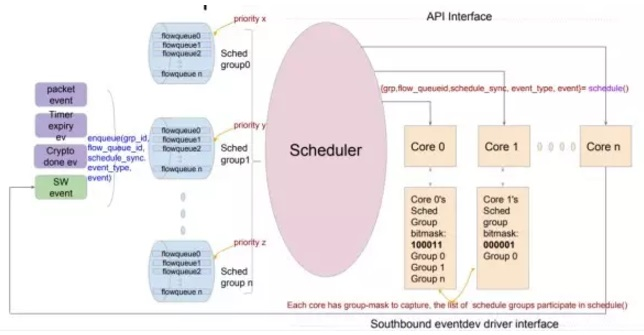 API Interface
priority x
flowqueue0
flowqueue1
flowqueue2
flowqueue n
Sched
group0
{grp,flow_queueid,schedule_sync, event_type, event}= schedule()
packet
event
Timer
expiry
ev
Crypto
done ev
SW
event
enqueue(grp_id,
flow_queue_id,
schedule_sync,
event_type,
event)
priority y
flowqueue0
flowqueue1
flowqueue2
flowqueue n
Sched
group1
Scheduler
Core 0
Core 1
Core n
Core 0's
Sched
Group
bitmask:
100011
Group 0
Group 1
Group n
Core 1's
Sched
group
bitmask:
000001
Group 0
priority z
flowqueue0
flowqueue1
flowqueue2
flowqueue n
Sched
group n
Each core has group-mask to capture, the list of schedule groups participate in schedule()
Southbound eventdev driver interface